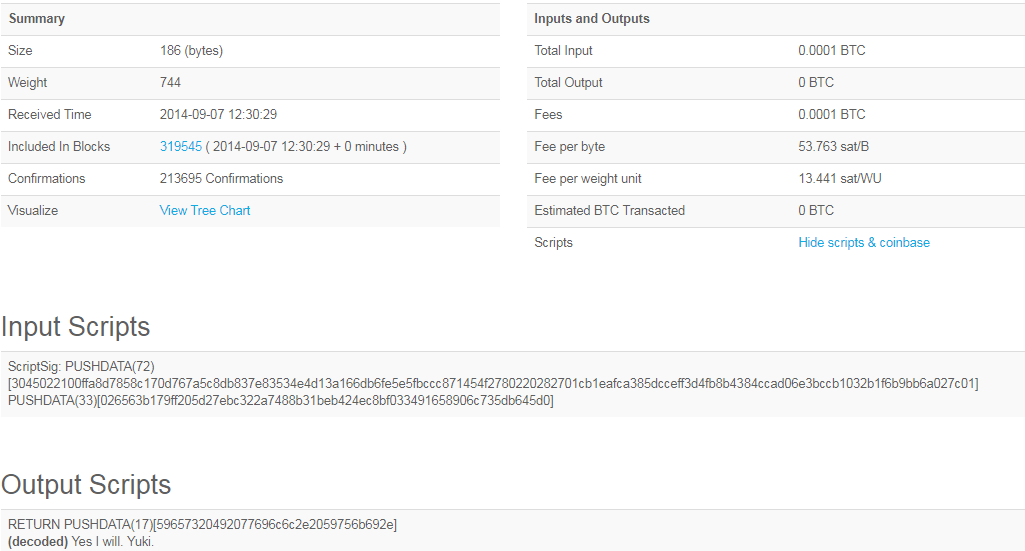 Summary
Size 186 (bytes)
Weight 744
Received Time 2014-09-07 12:30:29
Included In Blocks 319545 ( 2014-09-07 12:30:29 + 0 minutes )
Confirmations 213695 Confirmations
Visualize View Tree Chart
Inputs and Outputs
Total Input 0.0001 BTC
Total Output 0 BTC
Fees 0.0001 BTC
Fee per byte 53.763 sat/B
Fee per weight unit 13.441 sat/WU
Estimated BTC Transacted 0 BTC
Scripts Hide scripts & coinbase
Input Scripts
ScriptSig: PUSHDATA(72)
[3045022100ffa8d7858c170d767a5c8db837e83534e4d13a166db6fe5e5fbccc871454f2780220282701cb1eafca385dcceff3d4fb8b4384ccad06e3bccb1032b1f6b9bb6a027c01]
PUSHDATA(33)[026563b179ff205d27ebc322a7488b31beb424ec8bf033491658906c735db645d0]
Output Scripts
RETURN PUSHDATA(17)[59657320492077696c6c2e2059756b692e]
(decoded) Yes I will. Yuki.